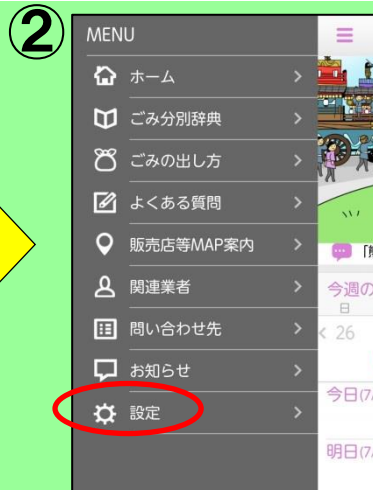 ②
MENU
ホーム
ごみ分別辞典
ごみの出し方
よくある質問
販売店等MAP案内
関連業者
問い合わせ先
お知らせ
設定
今週の
日
26
今日(7/
明日(7/